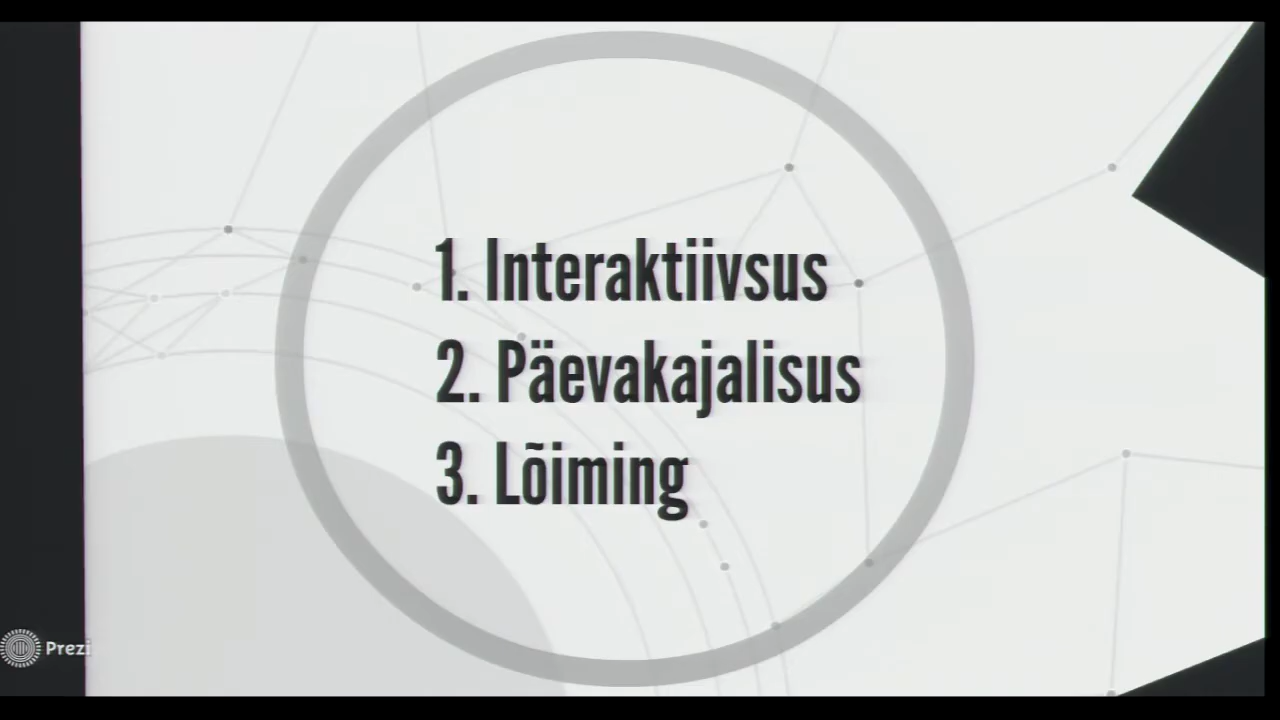 1. Interaktiivsus
2. Päevakajalisus
3. Lõiming
Prezi